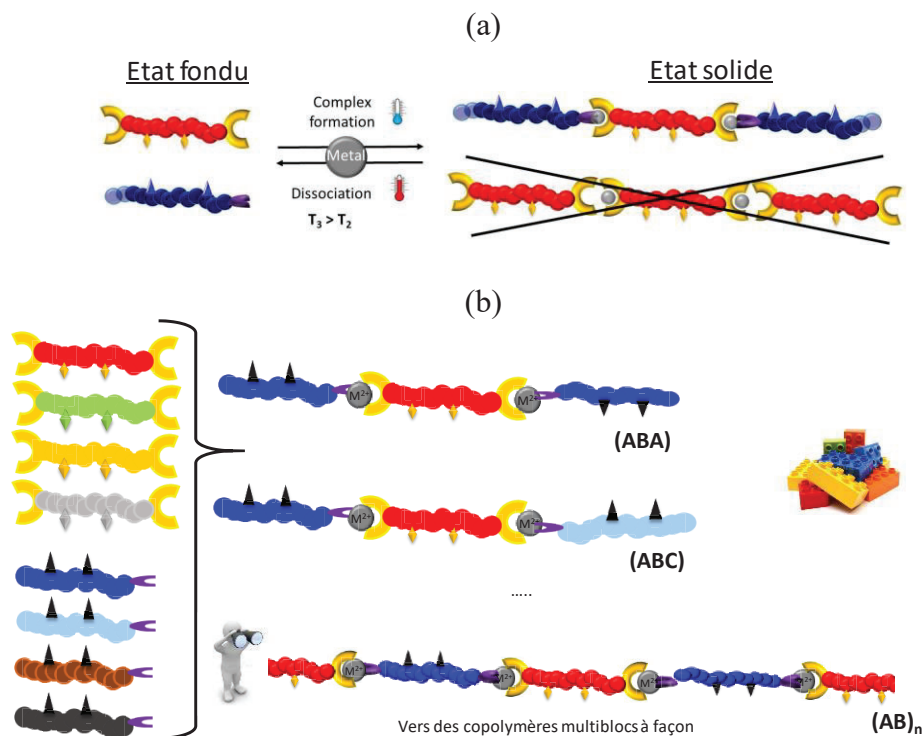 (a)
Etat fondu
Etat solide
Complex
formation
Metal
Dissociation
T₃ > T₂
(b)
M²⁺
M²⁺
(ABA)
M²⁺
M²⁺
(ABC)
.....
M²⁺
M²⁺
M²⁺
M²⁺
Vers des copolymères multiblocs à façon
(AB)ₙ